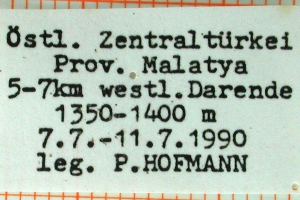 Östl. Zentraltürkei
Prov. Malatya
5-7km westl.Darende
1350-1400 m
7.7.-11.7.1990
leg. P.HOFMANN